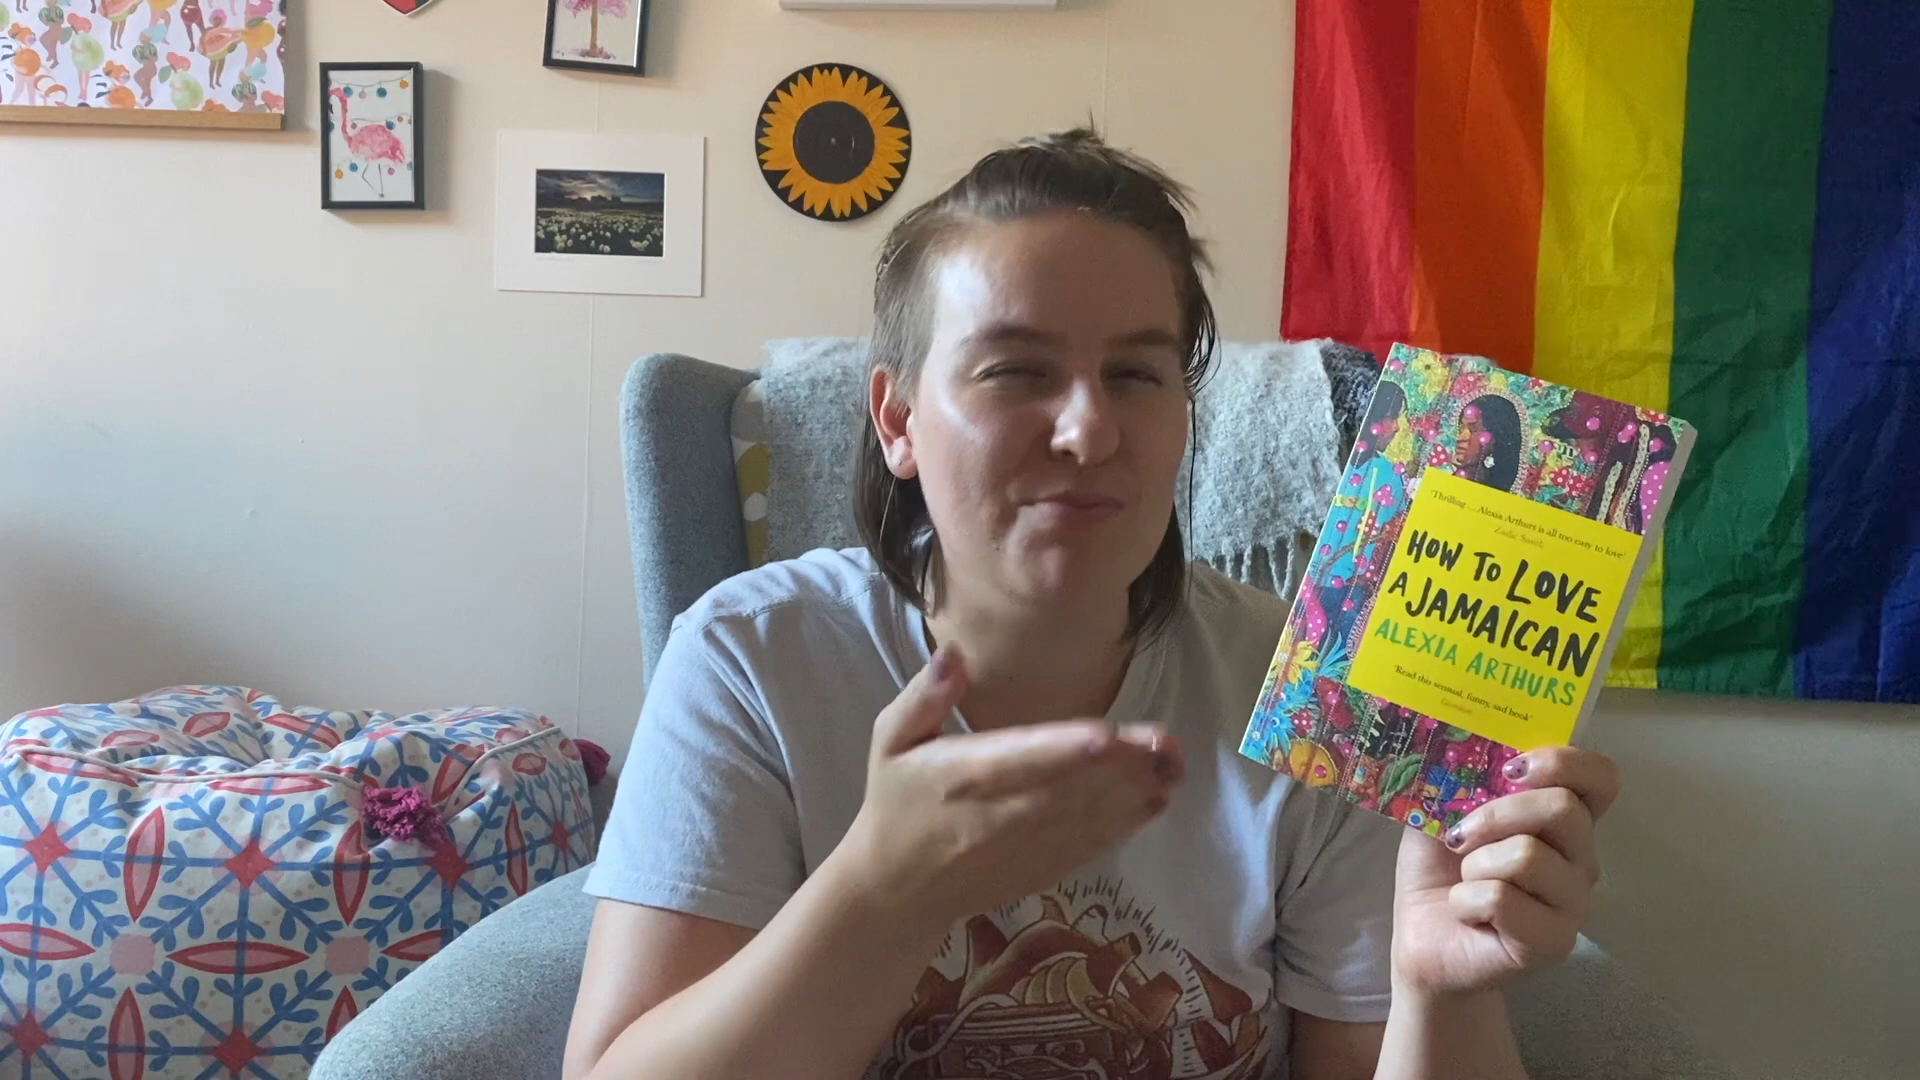 'Thrilling ... Alexia Arthurs is all too easy to love'
Zadie Smith
HOW TO LOVE
A JAMAICAN
ALEXIA ARTHURS
'Read this sensual, funny, sad book'